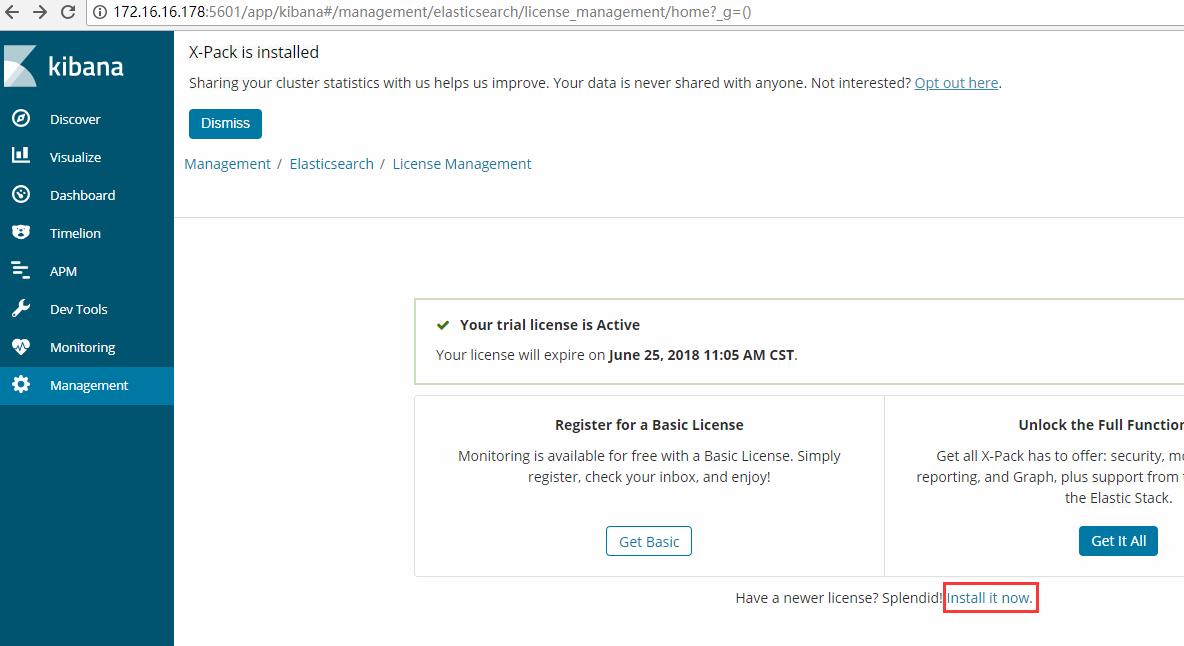 172.16.16.178:5601/app/kibana#/management/elasticsearch/license_management/home?_g=()
kibana
Discover
Visualize
Dashboard
Timelion
APM
Dev Tools
Monitoring
Management
X-Pack is installed
Sharing your cluster statistics with us helps us improve. Your data is never shared with anyone. Not interested? Opt out here.
Dismiss
Management / Elasticsearch / License Management
Your trial license is Active
Your license will expire on June 25, 2018 11:05 AM CST.
Register for a Basic License
Monitoring is available for free with a Basic License. Simply
register, check your inbox, and enjoy!
Get Basic
Unlock the Full Function
Get all X-Pack has to offer: security, mo
reporting, and Graph, plus support from
the Elastic Stack.
Get It All
Have a newer license? Splendid! Install it now.